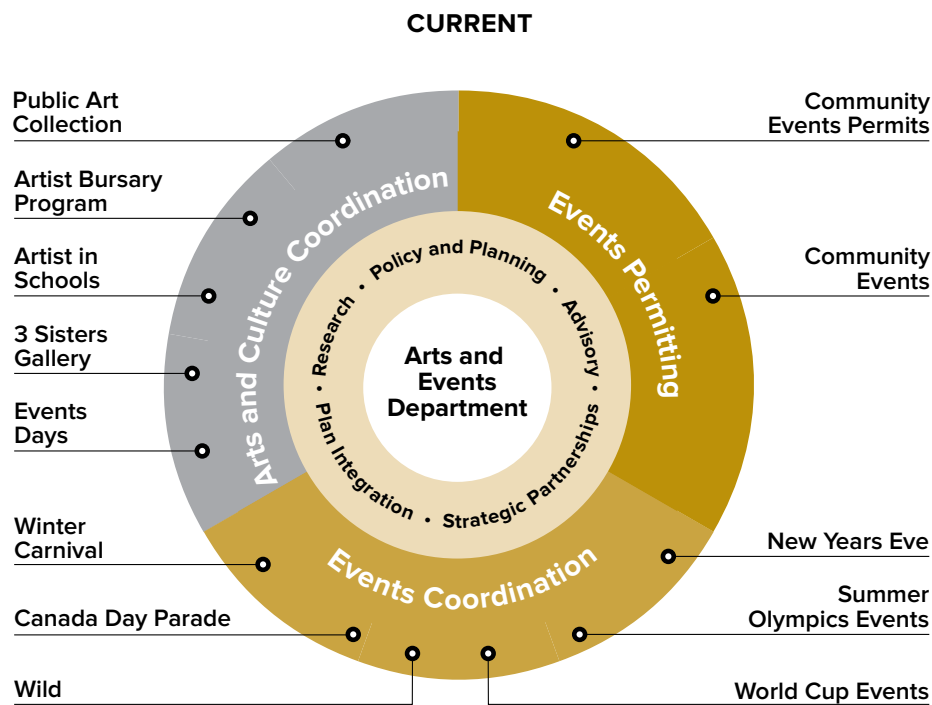 CURRENT
Public Art
Collection
Artist Bursary
Program
Artist in
Schools
3 Sisters
Gallery
Events
Days
Winter
Carnival
Canada Day Parade
Wild
Community
Events Permits
Community
Events
New Years Eve
Summer
Olympics Events
World Cup Events
Arts and Culture Coordination
Events Permitting
Events Coordination
Policy and Planning • Advisory • Strategic Partnerships • Plan Integration • Research •
Arts and
Events
Department